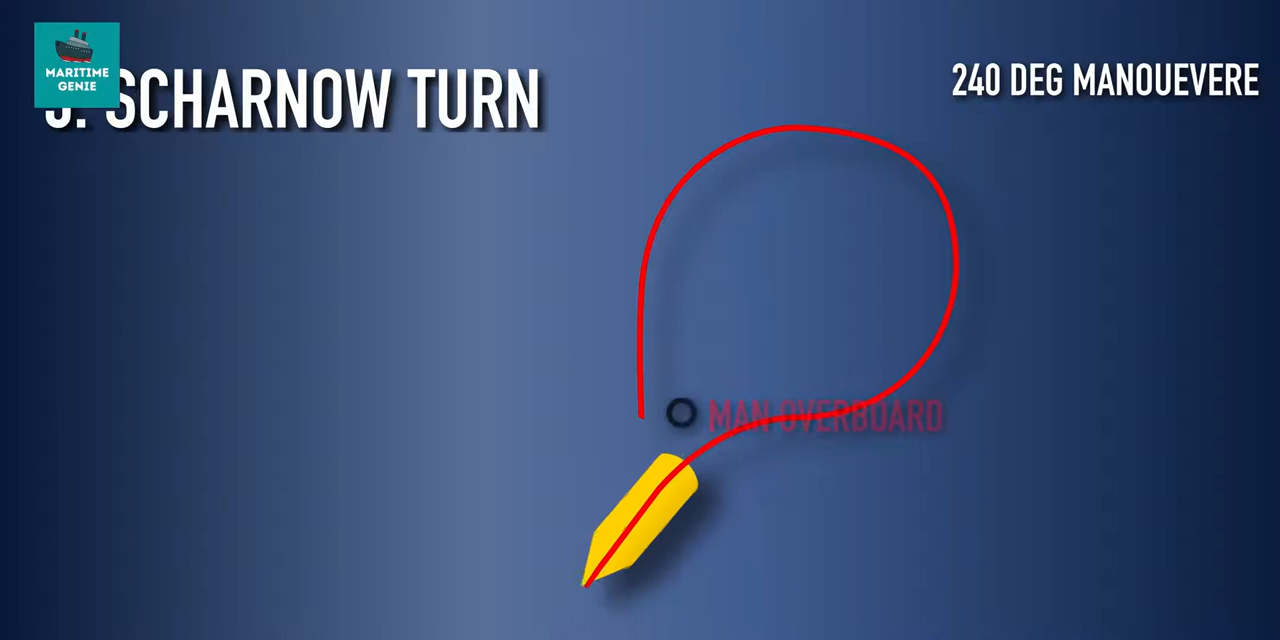 MARITIME
GENIE
SCHARNOW TURN
240 DEG MANOUEVERE
MAN OVERBOARD